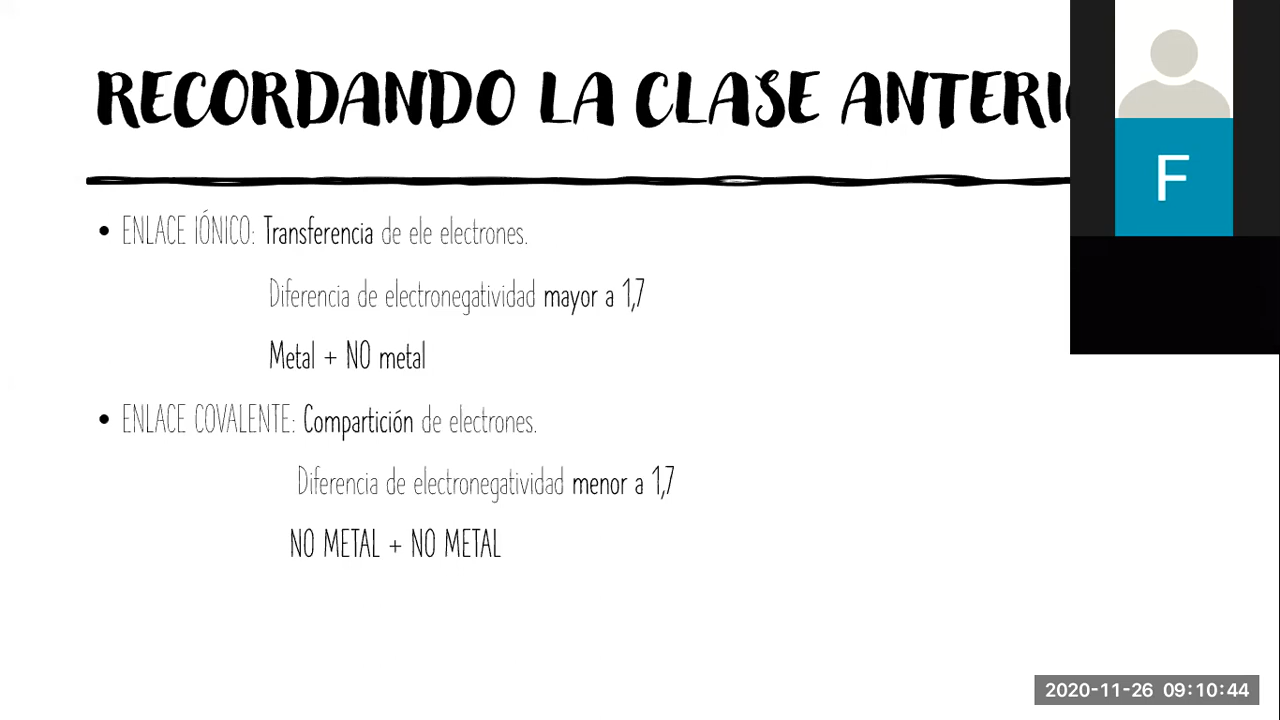 RECORDANDO LA CLASE
F
ENLACE IÓNICO: Transferencia de ele electrones.
Diferencia de electronegatividad mayor a 1,7
Metal + NO metal
ENLACE COVALENTE: Compartición de electrones.
Diferencia de electronegatividad menor a 1,7
NO METAL + NO METAL
2020-11-26 09:10:44